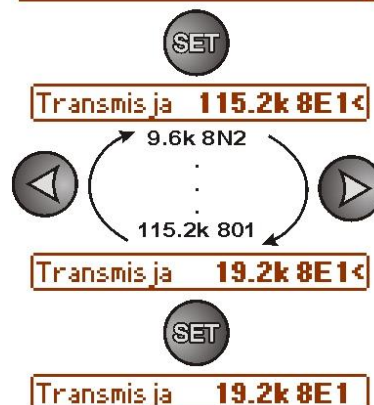 SET
Transmisja 115.2k 8E1<
9.6k 8N2
.
.
.
115.2k 8O1
Transmisja 19.2k 8E1<
SET
Transmisja 19.2k 8E1